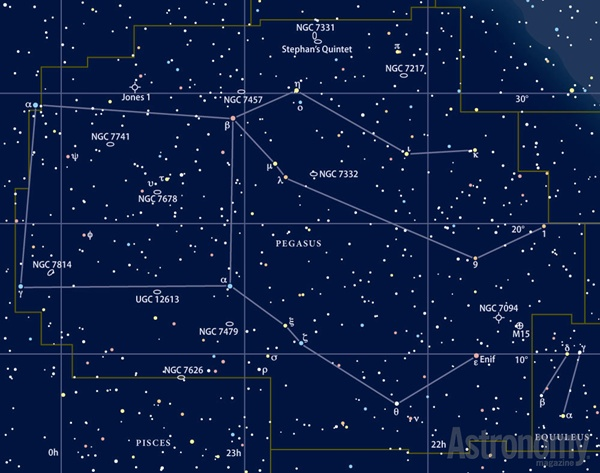 NGC 7331
Stephan's Quintet
π
NGC 7217
Jones 1
α
NGC 7457
η
ο
30°
β
NGC 7741
ψ
μ
λ
NGC 7332
ι
κ
υ
τ
NGC 7678
φ
PEGASUS
20°
1
9
NGC 7814
γ
UGC 12613
α
NGC 7094
M15
NGC 7479
ξ
ζ
σ
ρ
ε
Enif
10°
δ
γ
NGC 7626
β
θ
ν
α
PISCES
0h
23h
22h
EQUULEUS
Astronomy
magazine